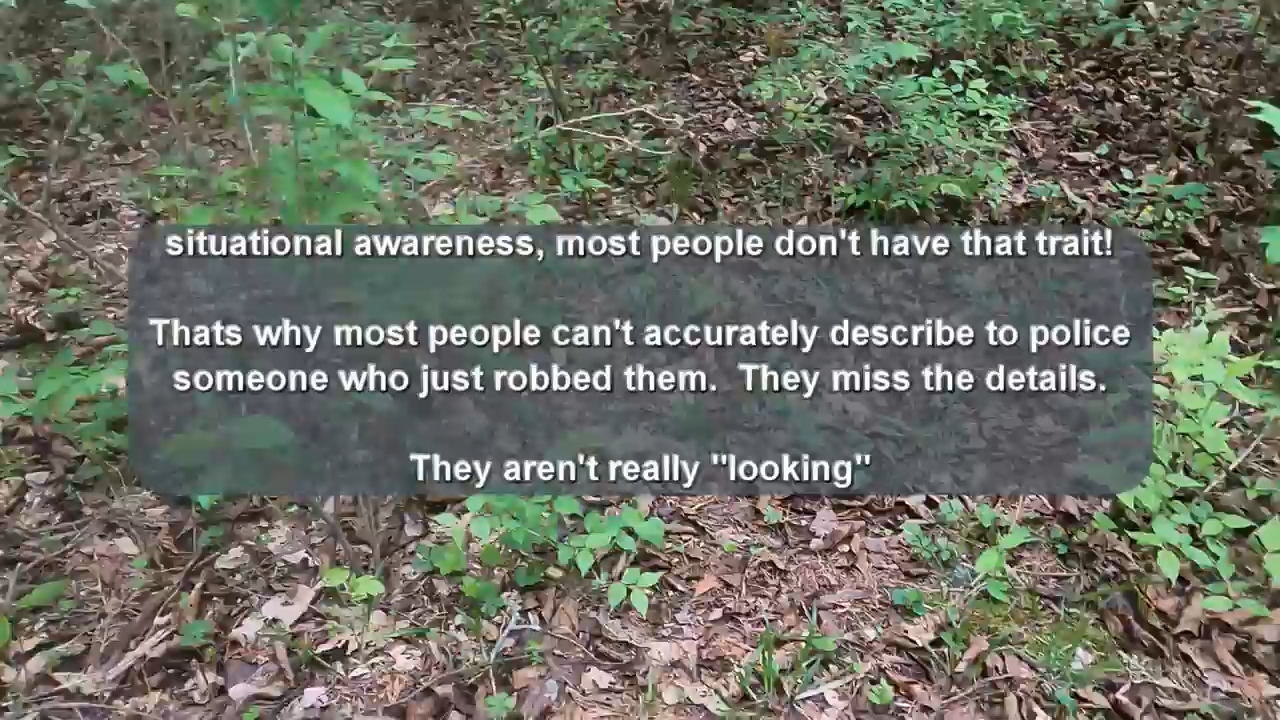 situational awareness, most people don't have that trait!
Thats why most people can't accurately describe to police
someone who just robbed them.  They miss the details.
They aren't really "looking"